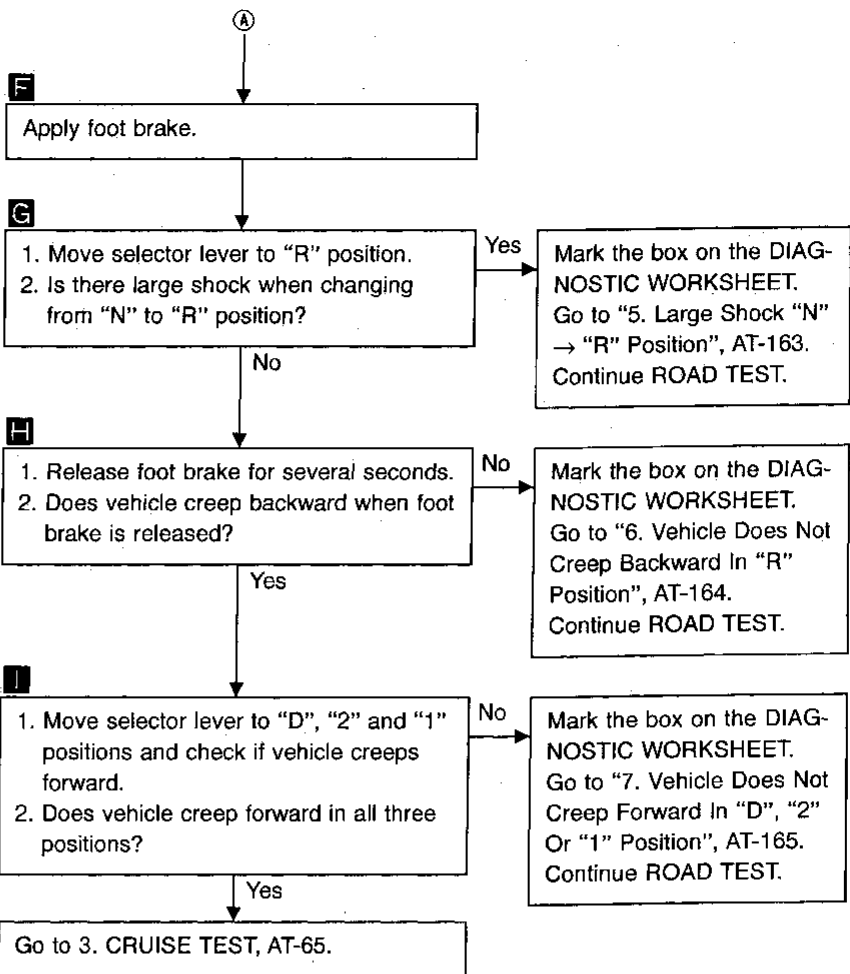 Ⓐ
F
Apply foot brake.
G
1. Move selector lever to “R” position.
2. Is there large shock when changing
from “N” to “R” position?
Yes
Mark the box on the DIAG-
NOSTIC WORKSHEET.
Go to “5. Large Shock “N”
→ “R” Position”, AT-163.
Continue ROAD TEST.
No
H
1. Release foot brake for several seconds.
2. Does vehicle creep backward when foot
brake is released?
No
Mark the box on the DIAG-
NOSTIC WORKSHEET.
Go to “6. Vehicle Does Not
Creep Backward In “R”
Position”, AT-164.
Continue ROAD TEST.
Yes
I
1. Move selector lever to “D”, “2” and “1”
positions and check if vehicle creeps
forward.
2. Does vehicle creep forward in all three
positions?
No
Mark the box on the DIAG-
NOSTIC WORKSHEET.
Go to “7. Vehicle Does Not
Creep Forward In “D”, “2”
Or “1” Position”, AT-165.
Continue ROAD TEST.
Yes
Go to 3. CRUISE TEST, AT-65.